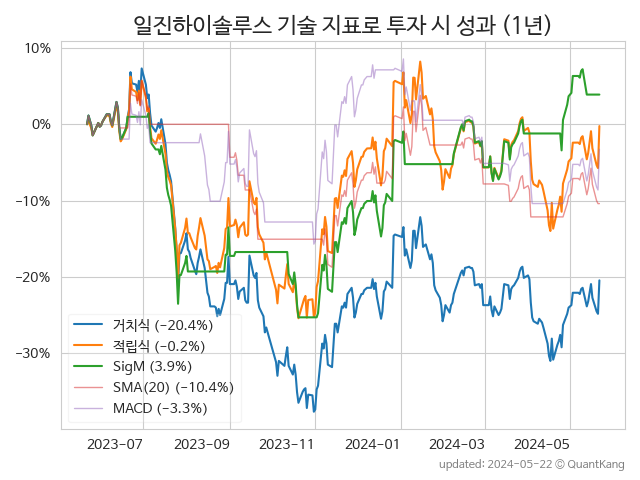 일진하이솔루스 기술 지표로 투자 시 성과 (1년)
10%
0%
−10%
−20%
−30%
거치식 (−20.4%)
적립식 (−0.2%)
SigM (3.9%)
SMA(20) (−10.4%)
MACD (−3.3%)
2023−07 2023−09 2023−11 2024−01 2024−03 2024−05
updated: 2024−05−22 © QuantKang